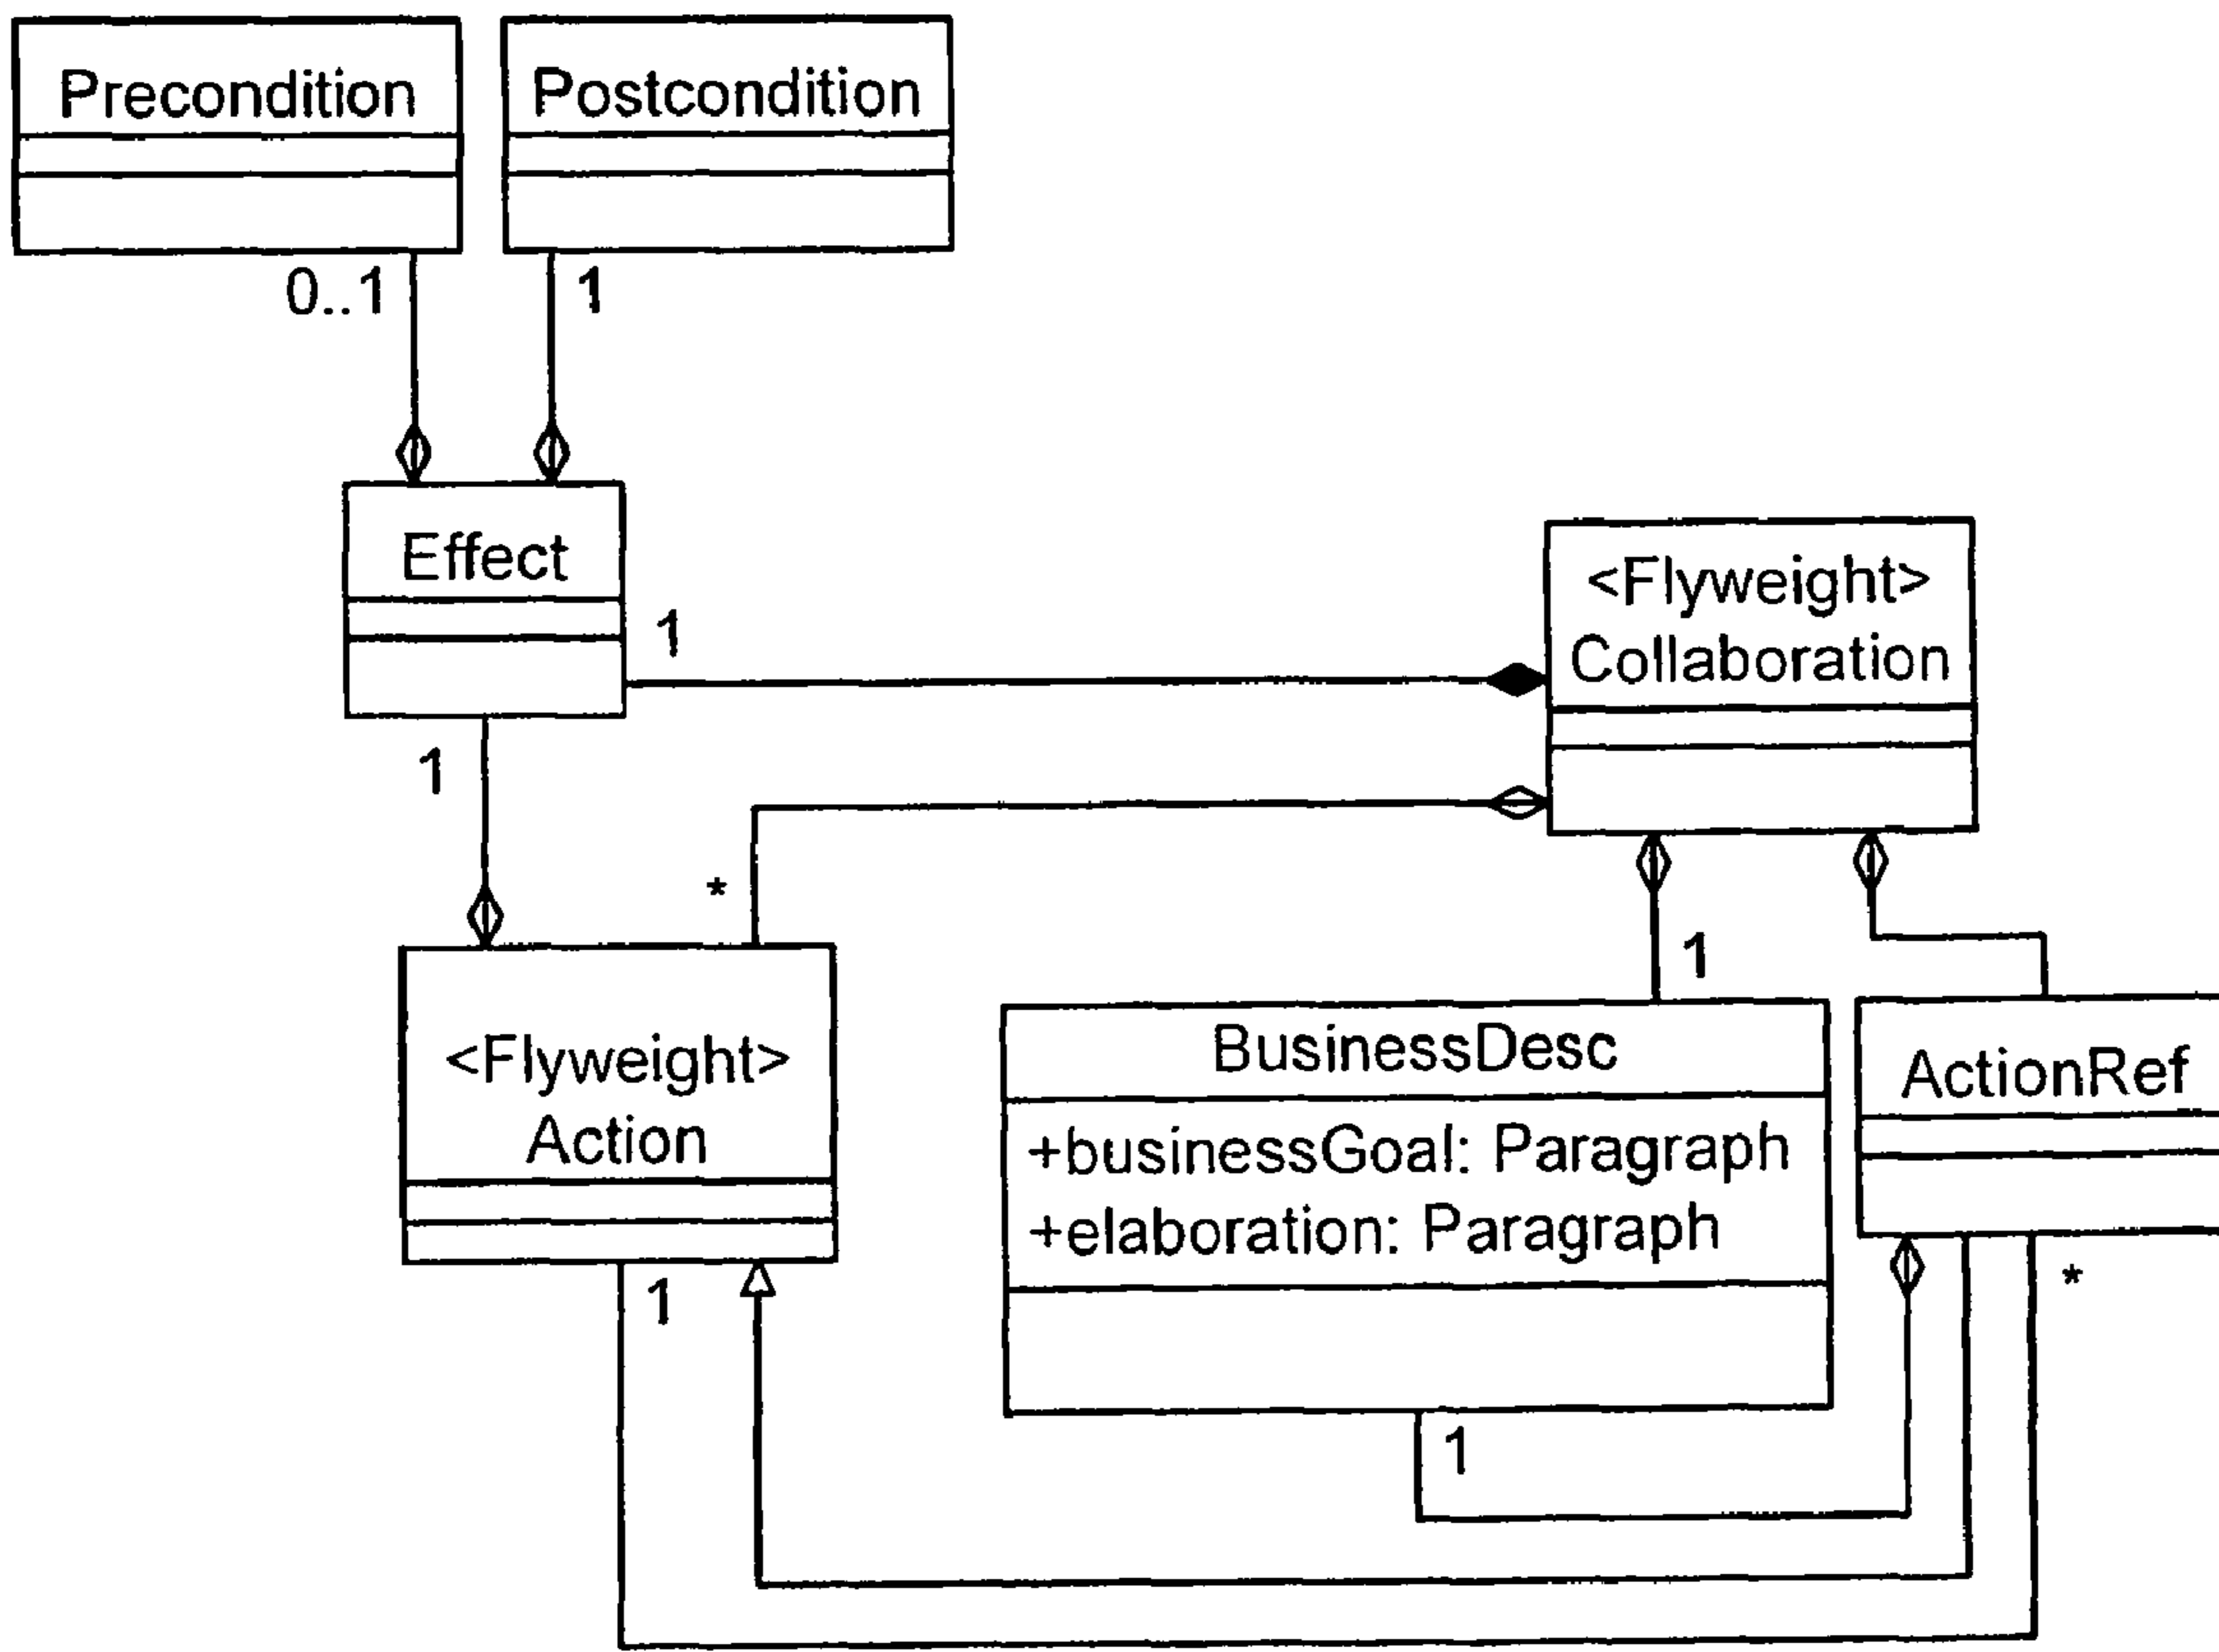 Precondition
Postcondition
0..1
1
Effect
1
<Flyweight>
Collaboration
1
*
1
<Flyweight>
Action
BusinessDesc
+businessGoal: Paragraph
+elaboration: Paragraph
ActionRef
1
*
1